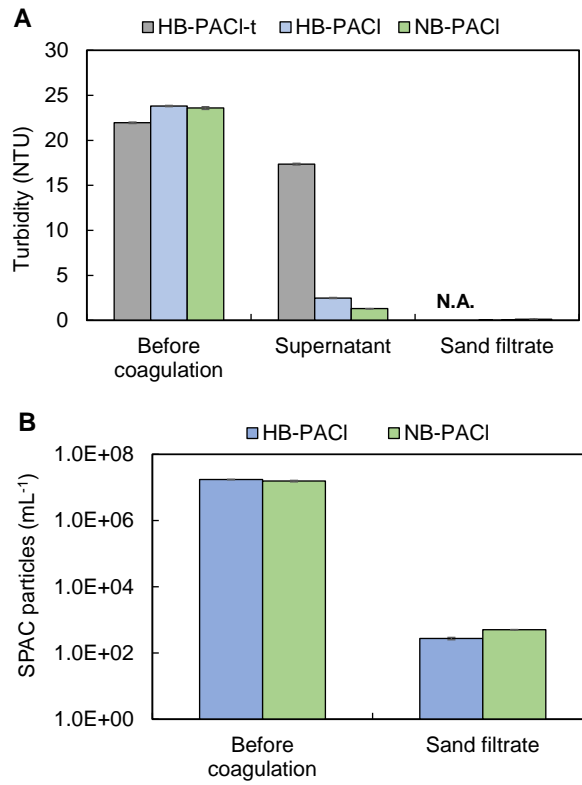 A
HB-PACl-t HB-PACl NB-PACl
30
25
20
15
10
5
0
Turbidity (NTU)
N.A.
Before
coagulation
Supernatant
Sand filtrate
B
HB-PACl NB-PACl
1.0E+08
1.0E+06
1.0E+04
1.0E+02
1.0E+00
SPAC particles (mL⁻¹)
Before
coagulation
Sand filtrate